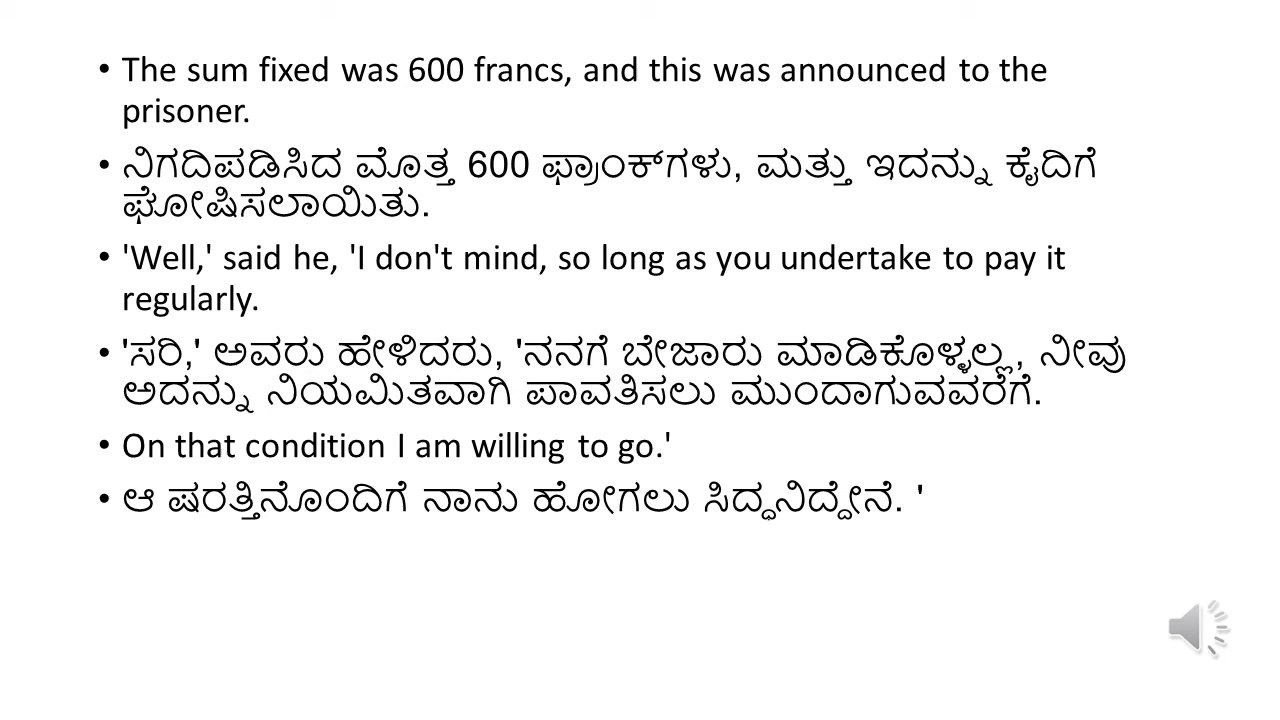 • The sum fixed was 600 francs, and this was announced to the
prisoner.
• ನಿಗದಿಪಡಿಸಿದ ಮೊತ್ತ 600 ಫ್ರಾಂಕ್‌ಗಳು, ಮತ್ತು ಇದನ್ನು ಕೈದಿಗೆ
ಘೋಷಿಸಲಾಯಿತು.
• 'Well,' said he, 'I don't mind, so long as you undertake to pay it
regularly.
• 'ಸರಿ,' ಅವರು ಹೇಳಿದರು, 'ನನಗೆ ಬೇಜಾರು ಮಾಡಿಕೊಳ್ಳಲ್ಲ, ನೀವು
ಅದನ್ನು ನಿಯಮಿತವಾಗಿ ಪಾವತಿಸಲು ಮುಂದಾಗುವವರೆಗೆ.
• On that condition I am willing to go.'
• ಆ ಷರತ್ತಿನೊಂದಿಗೆ ನಾನು ಹೋಗಲು ಸಿದ್ಧನಿದ್ದೇನೆ. '